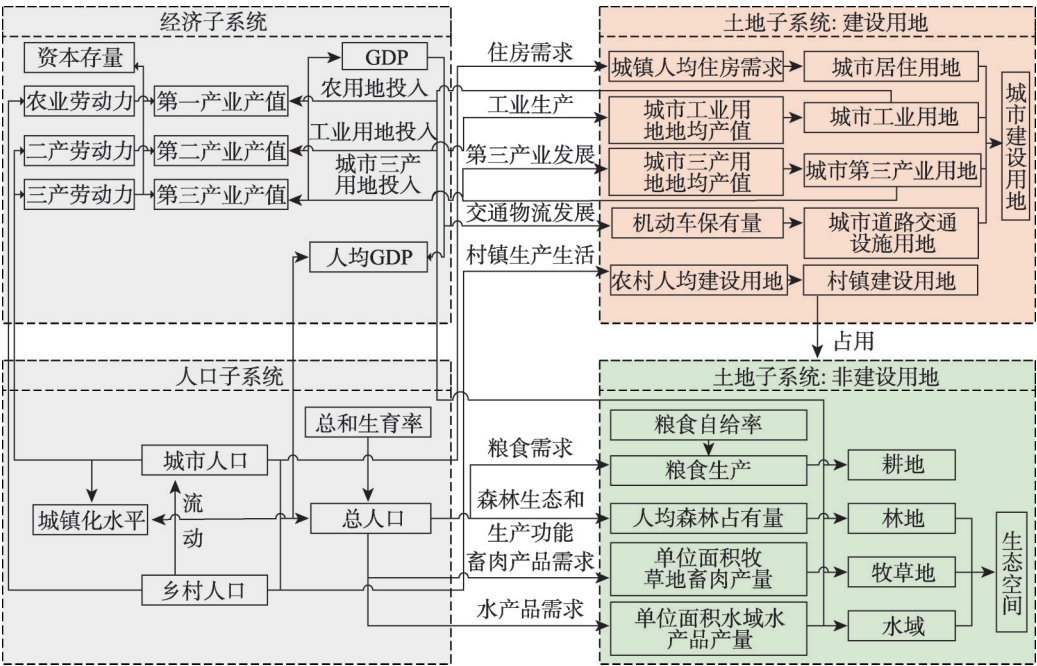 经济子系统
资本存量
GDP
农业劳动力
第一产业产值
农用地投入
二产劳动力
第二产业产值
工业用地投入
三产劳动力
第三产业产值
城市三产
用地投入
人均GDP
住房需求
工业生产
第三产业发展
交通物流发展
村镇生产生活
土地子系统: 建设用地
城镇人均住房需求
城市居住用地
城市工业用
地地均产值
城市工业用地
城市三产用
地地均产值
城市第三产业用地
机动车保有量
城市道路交通
设施用地
农村人均建设用地
村镇建设用地
城市建设用地
占用
人口子系统
总和生育率
城市人口
城镇化水平
流
动
总人口
乡村人口
粮食需求
森林生态和
生产功能
畜肉产品需求
水产品需求
土地子系统: 非建设用地
粮食自给率
粮食生产
耕地
人均森林占有量
林地
单位面积牧
草地畜肉产量
牧草地
单位面积水域水
产品产量
水域
生态空间